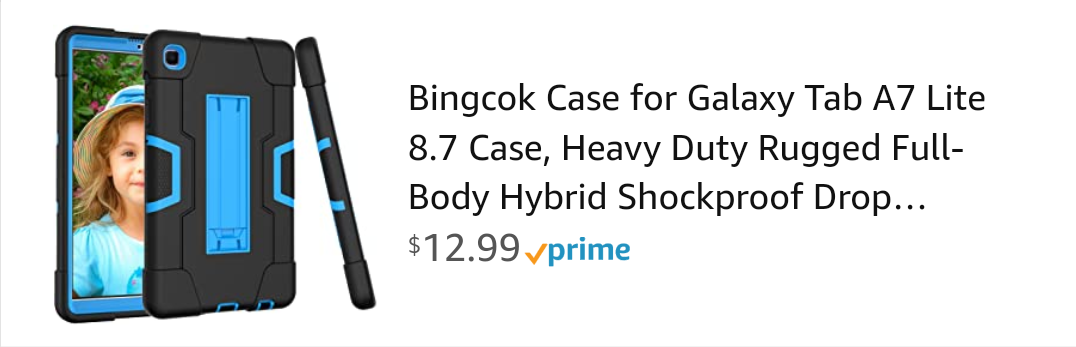 Bingcok Case for Galaxy Tab A7 Lite
8.7 Case, Heavy Duty Rugged Full-
Body Hybrid Shockproof Drop...
$12.99 prime